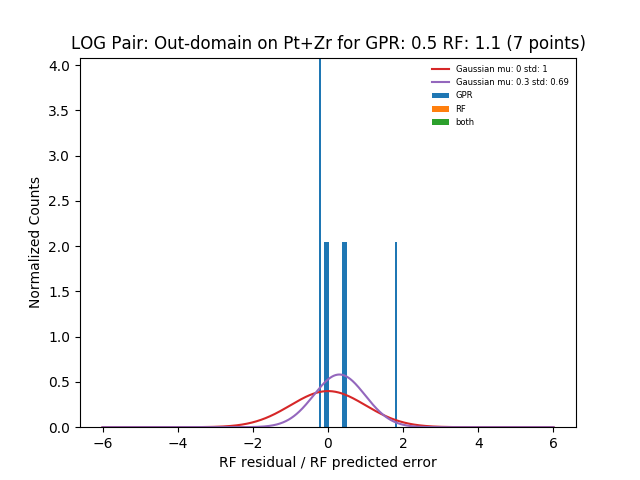 LOG Pair: Out-domain on Pt+Zr for GPR: 0.5 RF: 1.1 (7 points)
Gaussian mu: 0 std: 1
Gaussian mu: 0.3 std: 0.69
GPR
RF
both
4.0
3.5
3.0
2.5
2.0
1.5
1.0
0.5
0.0
Normalized Counts
−6
−4
−2
0
2
4
6
RF residual / RF predicted error